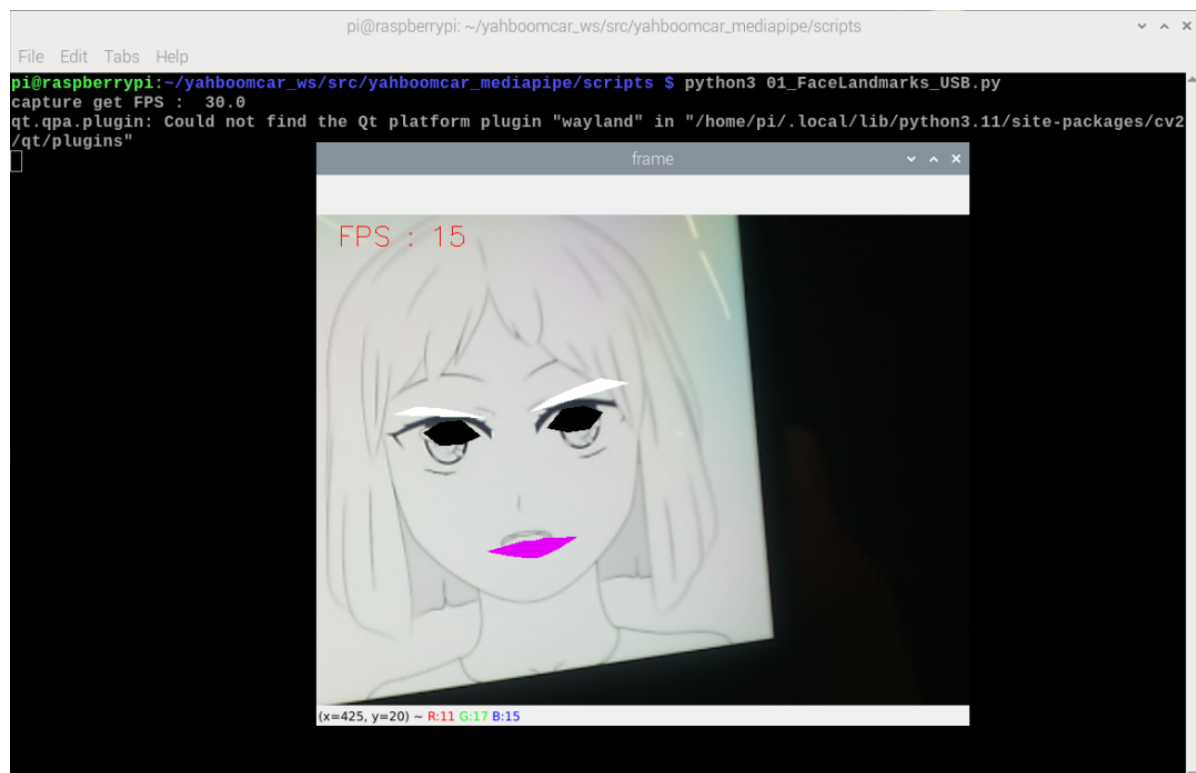 pi@raspberrypi: ~/yahboomcar_ws/src/yahboomcar_mediapipe/scripts
File Edit Tabs Help
pi@raspberrypi:~/yahboomcar_ws/src/yahboomcar_mediapipe/scripts $ python3 01_FaceLandmarks_USB.py
capture get FPS :  30.0
qt.qpa.plugin: Could not find the Qt platform plugin "wayland" in "/home/pi/.local/lib/python3.11/site-packages/cv2
/qt/plugins"
frame
FPS : 15
(x=425, y=20) ~ R:11 G:17 B:15